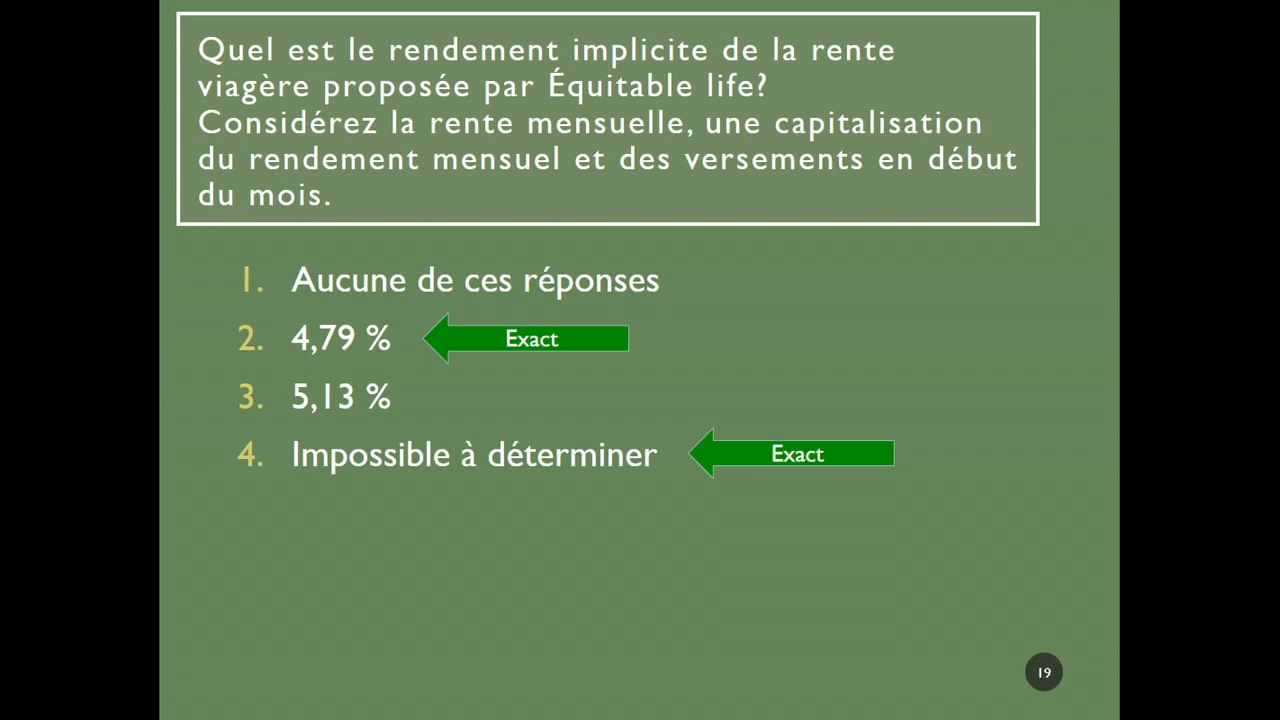 Quel est le rendement implicite de la rente
viagère proposée par Équitable life?
Considérez la rente mensuelle, une capitalisation
du rendement mensuel et des versements en début
du mois.
1. Aucune de ces réponses
2. 4,79 % Exact
3. 5,13 %
4. Impossible à déterminer Exact
19